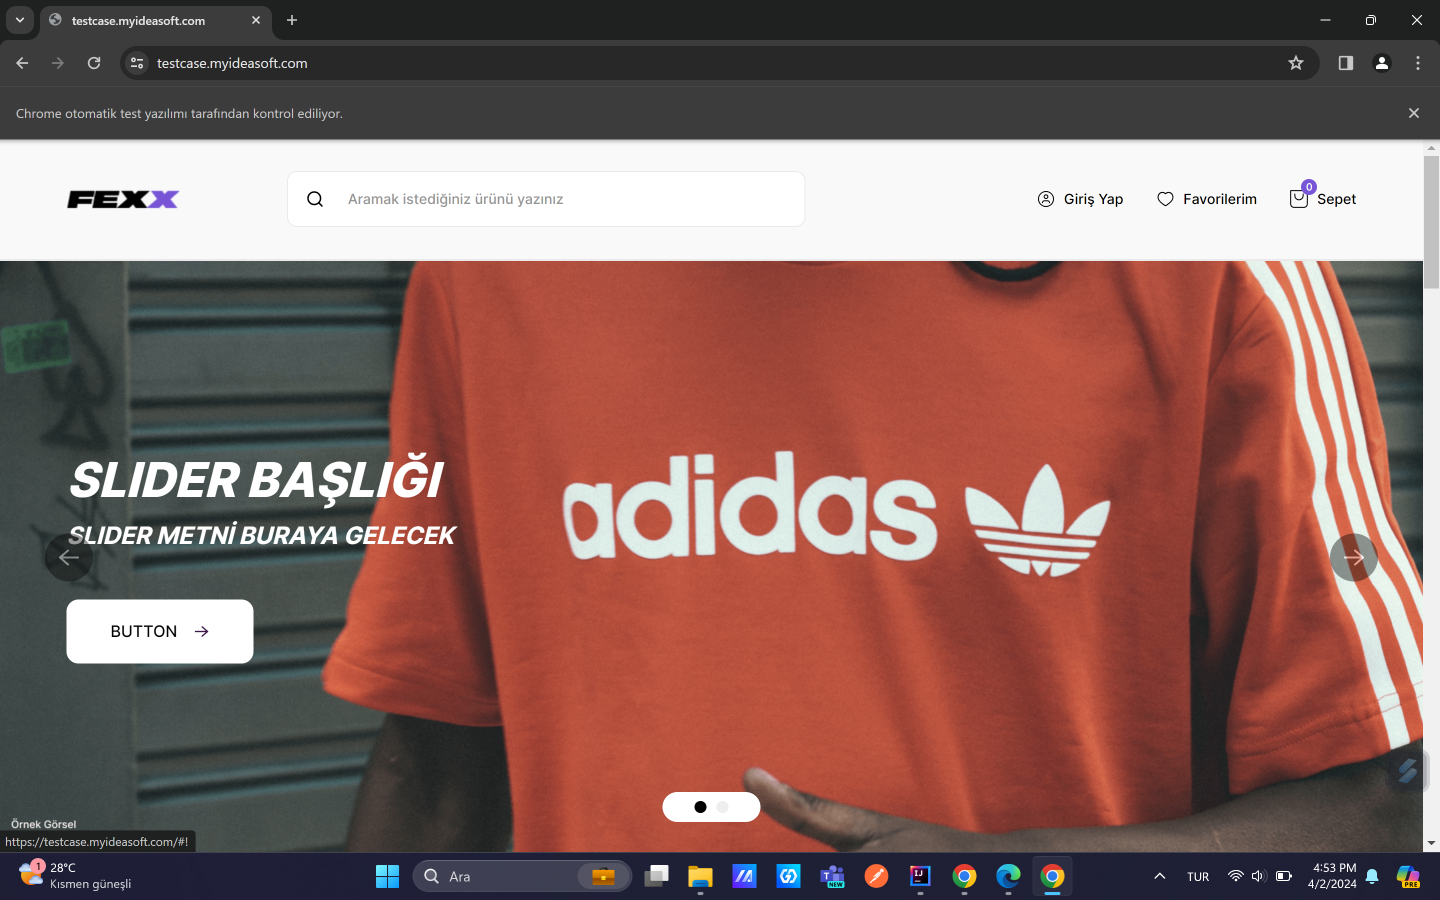 testcase.myideasoft.com
testcase.myideasoft.com
Chrome otomatik test yazılımı tarafından kontrol ediliyor.
FEXX
Aramak istediğiniz ürünü yazınız
Giriş Yap
Favorilerim
0
Sepet
adidas
SLIDER BAŞLIĞI
SLIDER METNİ BURAYA GELECEK
BUTTON
Örnek Görsel
https://testcase.myideasoft.com/#!
1
28°C
Kısmen güneşli
Ara
NEW
IJ
TUR
4:53 PM
4/2/2024
PRE